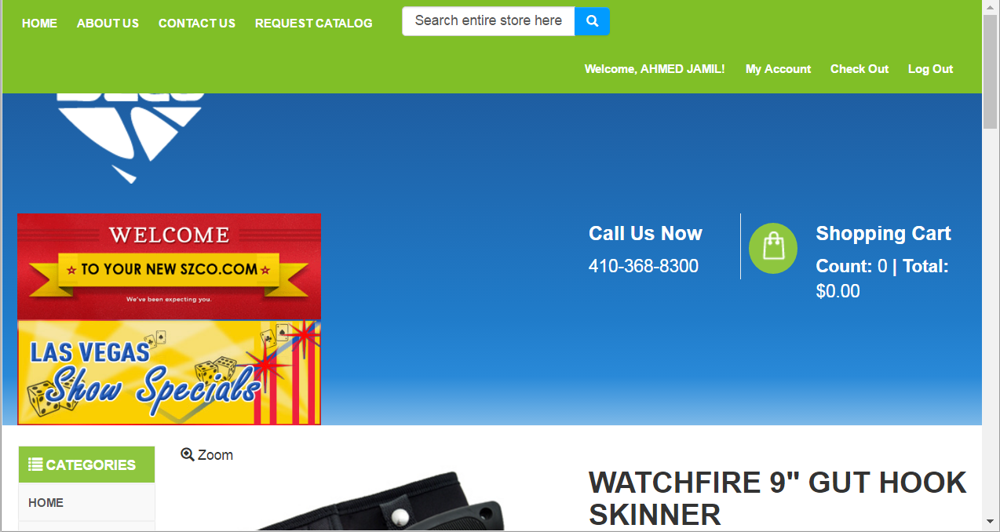 HOME ABOUT US CONTACT US REQUEST CATALOG Search entire store here
Welcome, AHMED JAMIL! My Account Check Out Log Out
WELCOME
TO YOUR NEW SZCO.COM
We've been expecting you.
LAS VEGAS
Show Specials
Call Us Now
410-368-8300
Shopping Cart
Count: 0 | Total:
$0.00
CATEGORIES
HOME
Zoom
WATCHFIRE 9" GUT HOOK
SKINNER